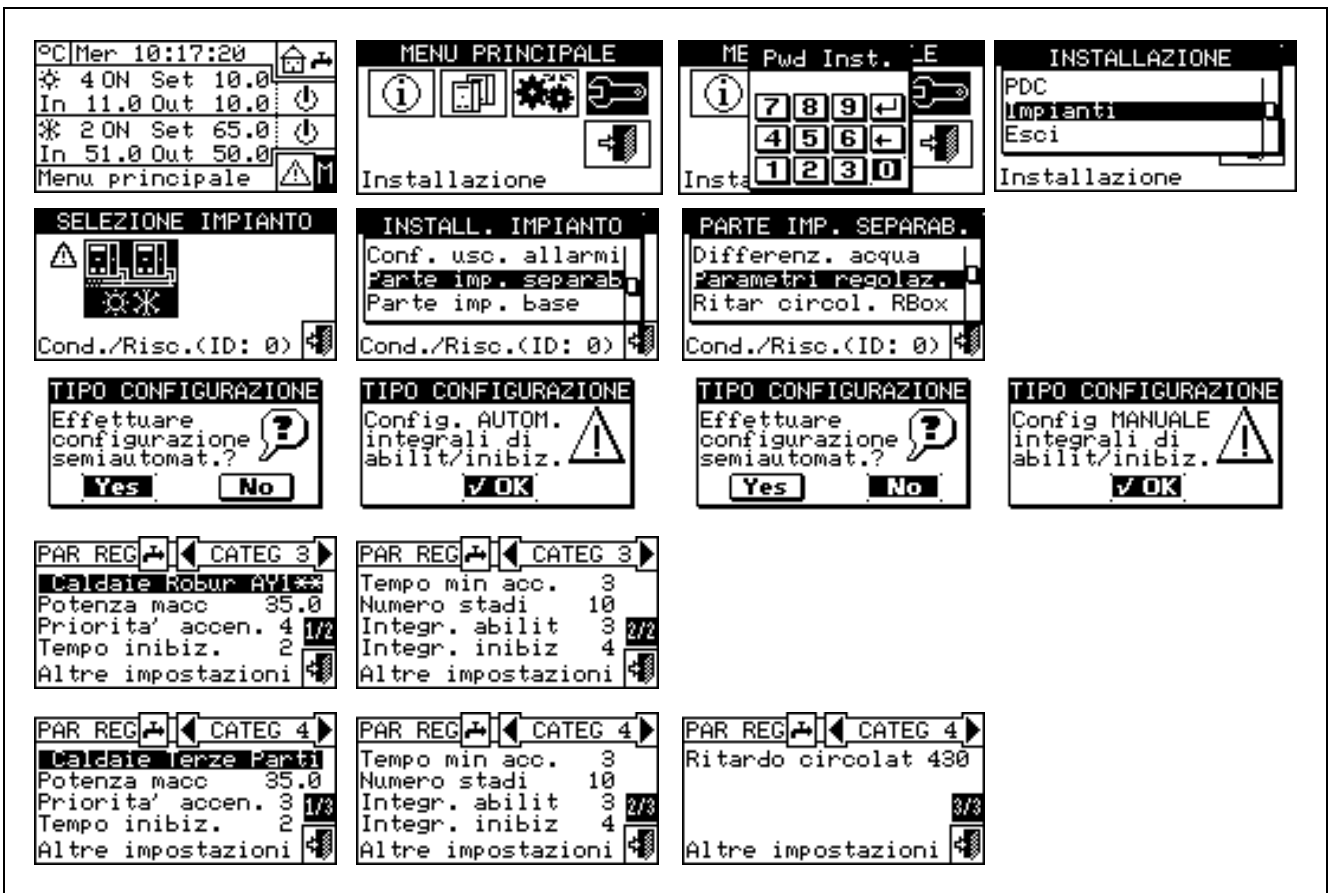 °C Mer 10:17:20
4 ON Set 10.0
In 11.0 Out 10.0
2 ON Set 65.0
In 51.0 Out 50.0
Menu principale M
MENU PRINCIPALE
i
Installazione
ME Pwd Inst. LE
i
7 8 9
4 5 6
1 2 3 0
Insta
INSTALLAZIONE
PDC
Impianti
Esci
Installazione
SELEZIONE IMPIANTO
Cond./Risc.(ID: 0)
INSTALL. IMPIANTO
Conf. usc. allarmi
Parte imp. separab
Parte imp. base
Cond./Risc.(ID: 0)
PARTE IMP. SEPARAB.
Differenz. acqua
Parametri regolaz.
Ritar circol. RBox
Cond./Risc.(ID: 0)
TIPO CONFIGURAZIONE
Effettuare
configurazione
semiautomat.?
Yes No
TIPO CONFIGURAZIONE
Config. AUTOM.
integrali di
abilit/inibiz.
√ OK
TIPO CONFIGURAZIONE
Effettuare
configurazione
semiautomat.?
Yes No
TIPO CONFIGURAZIONE
Config MANUALE
integrali di
abilit/inibiz.
√ OK
PAR REG CATEG 3
Caldaie Robur AY1**
Potenza macc 35.0
Priorita' accen. 4 1/2
Tempo inibiz. 2
Altre impostazioni
PAR REG CATEG 3
Tempo min acc. 3
Numero stadi 10
Integr. abilit 3 2/2
Integr. inibiz 4
Altre impostazioni
PAR REG CATEG 4
Caldaie Terze Parti
Potenza macc 35.0
Priorita' accen. 3 1/3
Tempo inibiz. 2
Altre impostazioni
PAR REG CATEG 4
Tempo min acc. 3
Numero stadi 10
Integr. abilit 3 2/3
Integr. inibiz 4
Altre impostazioni
PAR REG CATEG 4
Ritardo circolat 430
3/3
Altre impostazioni